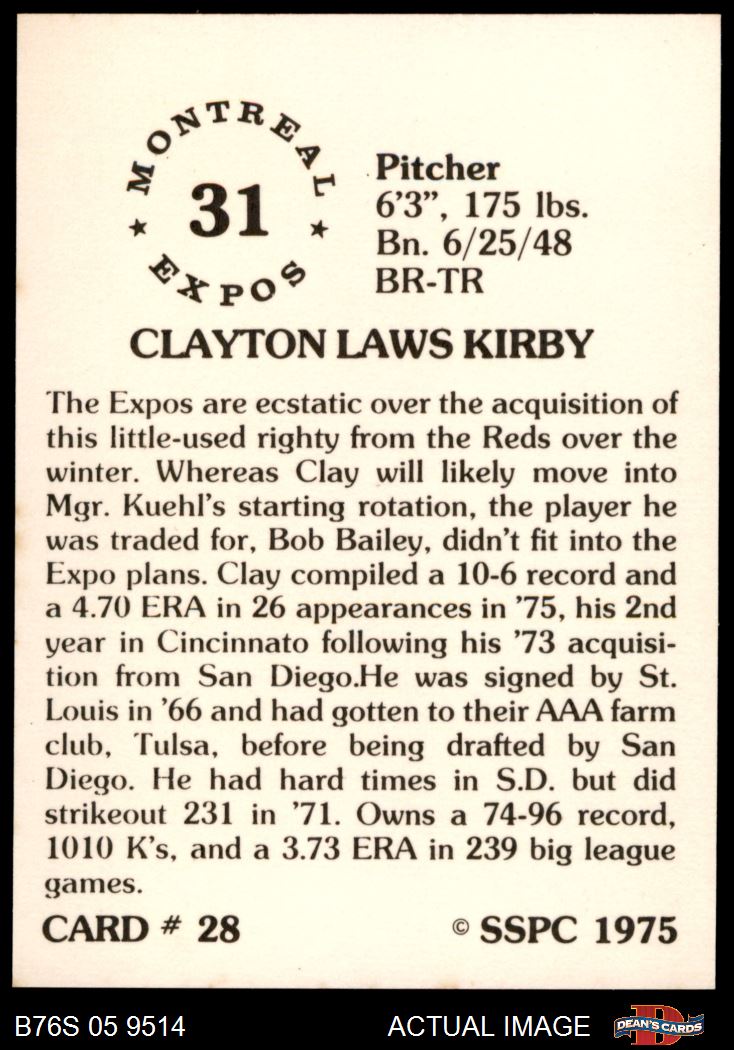 MONTREAL
31
EXPOS
Pitcher
6'3”, 175 lbs.
Bn. 6/25/48
BR-TR
CLAYTON LAWS KIRBY
The Expos are ecstatic over the acquisition of
this little-used righty from the Reds over the
winter. Whereas Clay will likely move into
Mgr. Kuehl's starting rotation, the player he
was traded for, Bob Bailey, didn't fit into the
Expo plans. Clay compiled a 10-6 record and
a 4.70 ERA in 26 appearances in '75, his 2nd
year in Cincinnato following his '73 acquisi-
tion from San Diego.He was signed by St.
Louis in '66 and had gotten to their AAA farm
club, Tulsa, before being drafted by San
Diego. He had hard times in S.D. but did
strikeout 231 in '71. Owns a 74-96 record,
1010 K's, and a 3.73 ERA in 239 big league
games.
CARD # 28
© SSPC 1975
B76S 05 9514
ACTUAL IMAGE
D
DEAN'S CARDS